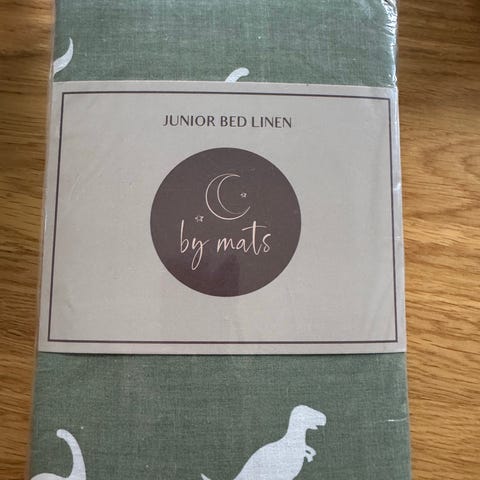 JUNIOR BED LINEN
by mats